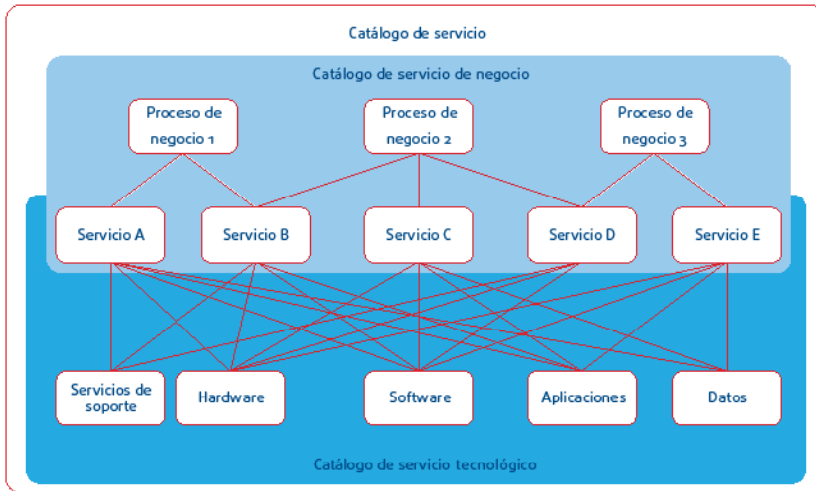 Catálogo de servicio
Catálogo de servicio de negocio
Proceso de
negocio 1
Proceso de
negocio 2
Proceso de
negocio 3
Servicio A
Servicio B
Servicio C
Servicio D
Servicio E
Servicios de
soporte
Hardware
Software
Aplicaciones
Datos
Catálogo de servicio tecnológico